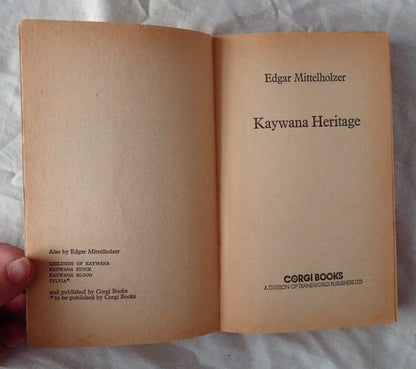 Also by Edgar Mittelholzer
CHILDREN OF KAYWANA
KAYWANA STOCK
KAYWANA BLOOD
SYLVIA*
and published by Corgi Books
* to be published by Corgi Books
Edgar Mittelholzer
Kaywana Heritage
CORGI BOOKS
A DIVISION OF TRANSWORLD PUBLISHERS LTD